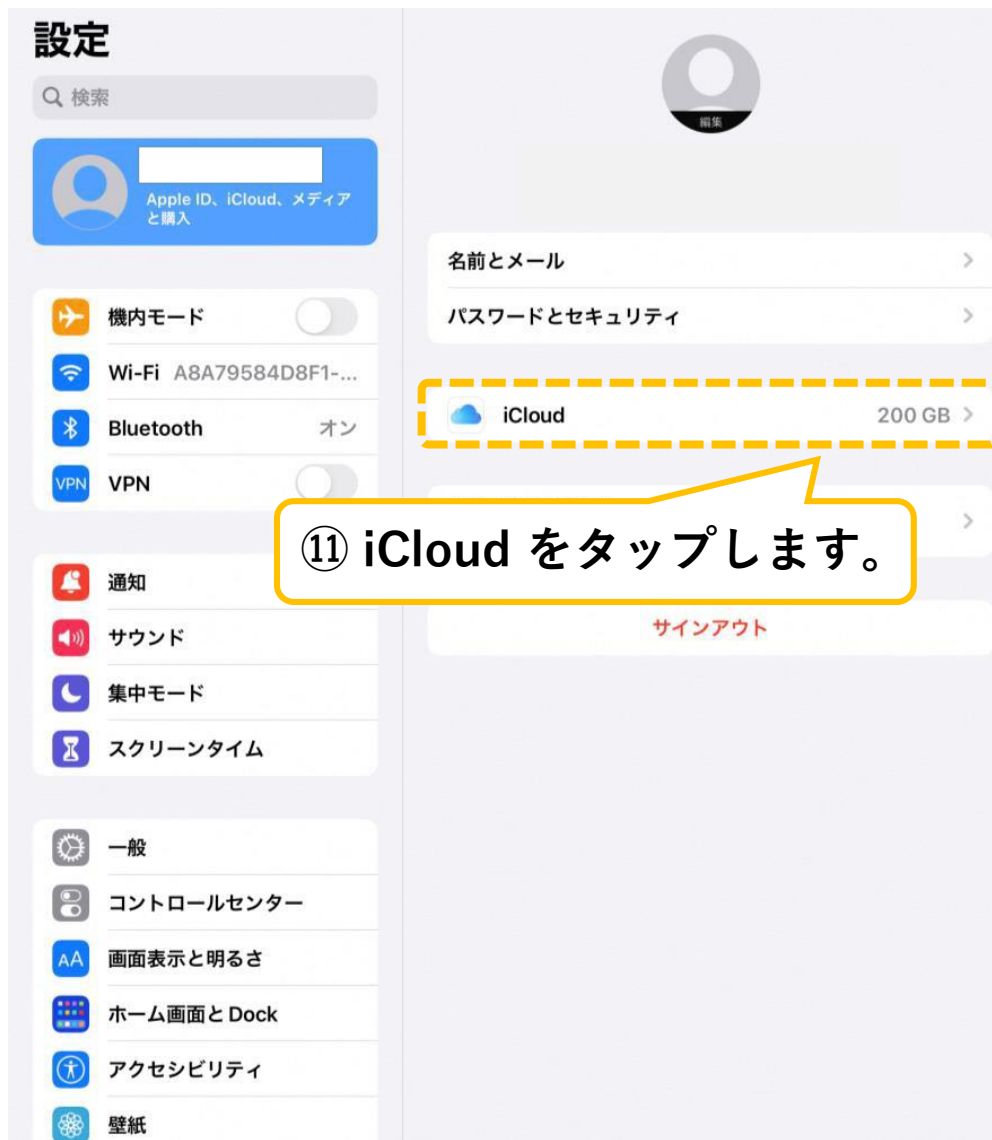 設定
検索
Apple ID、iCloud、メディア
と購入
機内モード
Wi-Fi A8A79584D8F1-...
Bluetooth オン
VPN VPN
通知
サウンド
集中モード
スクリーンタイム
一般
コントロールセンター
AA 画面表示と明るさ
ホーム画面と Dock
アクセシビリティ
壁紙
編集
名前とメール
パスワードとセキュリティ
iCloud 200 GB
⑪ iCloud をタップします。
サインアウト